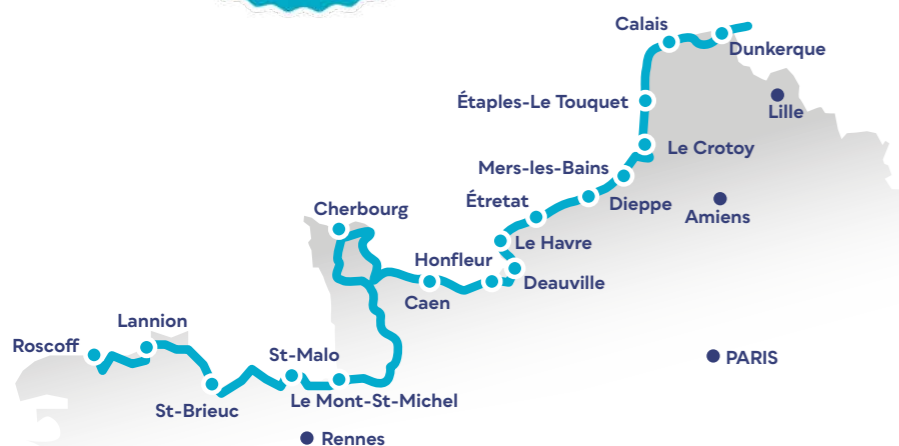 Calais
Dunkerque
Étaples-Le Touquet
Lille
Le Crotoy
Mers-les-Bains
Étretat
Dieppe
Amiens
Cherbourg
Le Havre
Honfleur
Deauville
Caen
Lannion
Roscoff
St-Malo
PARIS
St-Brieuc
Le Mont-St-Michel
Rennes